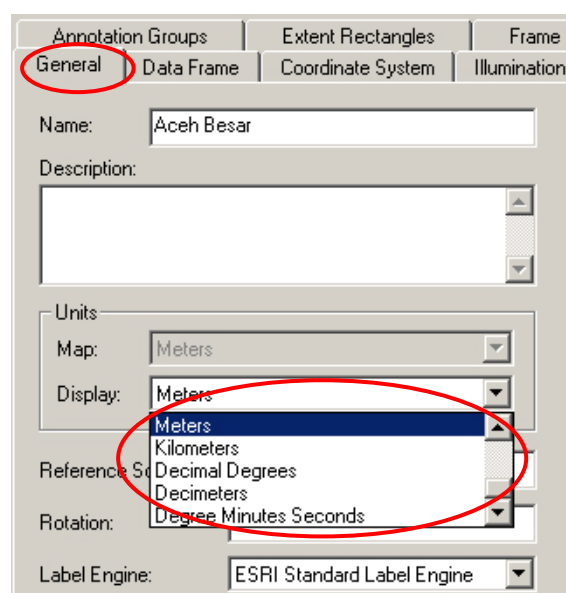 Annotation Groups Extent Rectangles Frame
General Data Frame Coordinate System Illumination
Name: Aceh Besar
Description:
Units
Map: Meters
Display: Meters
Meters
Kilometers
Reference S Decimal Degrees
Decimeters
Rotation: Degree Minutes Seconds
Label Engine: ESRI Standard Label Engine